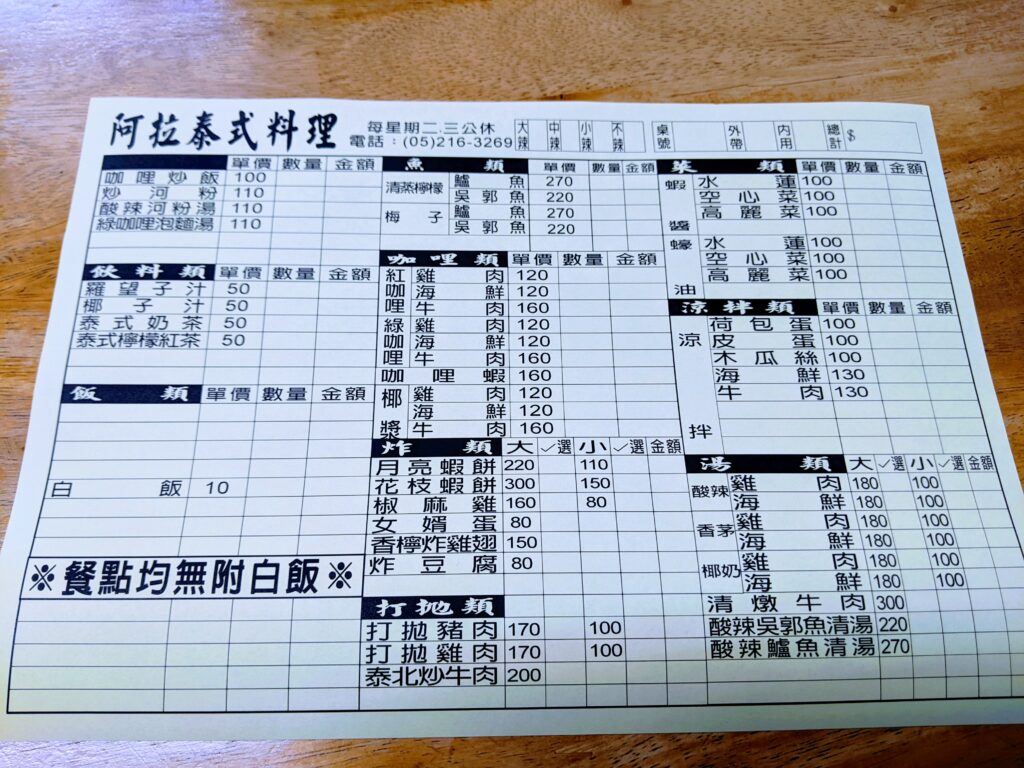 阿拉泰式料理
每星期二.三公休
電話：(05)216-3269
大辣 中辣 小辣 不辣
桌號 外帶 內用 總計 $
單價 數量 金額
咖哩炒飯 100
炒河粉 110
酸辣河粉湯 110
綠咖哩泡麵湯 110
飲料類 單價 數量 金額
羅望子汁 50
椰子汁 50
泰式奶茶 50
泰式檸檬紅茶 50
飯類 單價 數量 金額
白飯 10
※餐點均無附白飯※
魚類 單價 數量 金額
清蒸檸檬 鱸魚 270
吳郭魚 220
梅子 鱸魚 270
吳郭魚 220
咖哩類 單價 數量 金額
紅咖哩 雞肉 120
海鮮 120
牛肉 160
綠咖哩 雞肉 120
海鮮 120
牛肉 160
咖哩蝦 160
椰漿 雞肉 120
海鮮 120
牛肉 160
炸類 大 ✓選 小 ✓選 金額
月亮蝦餅 220 110
花枝蝦餅 300 150
椒麻雞 160 80
女婿蛋 80
香檸炸雞翅 150
炸豆腐 80
打拋類
打拋豬肉 170 100
打拋雞肉 170 100
泰北炒牛肉 200
菜類 單價 數量 金額
蝦醬 水蓮 100
空心菜 100
高麗菜 100
蠔油 水蓮 100
空心菜 100
高麗菜 100
涼拌類 單價 數量 金額
涼拌 荷包蛋 100
皮蛋 100
木瓜絲 100
海鮮 130
牛肉 130
湯類 大 ✓選 小 ✓選 金額
酸辣 雞肉 180 100
海鮮 180 100
香茅 雞肉 180 100
海鮮 180 100
椰奶 雞肉 180 100
海鮮 180 100
清燉牛肉 300
酸辣吳郭魚清湯 220
酸辣鱸魚清湯 270